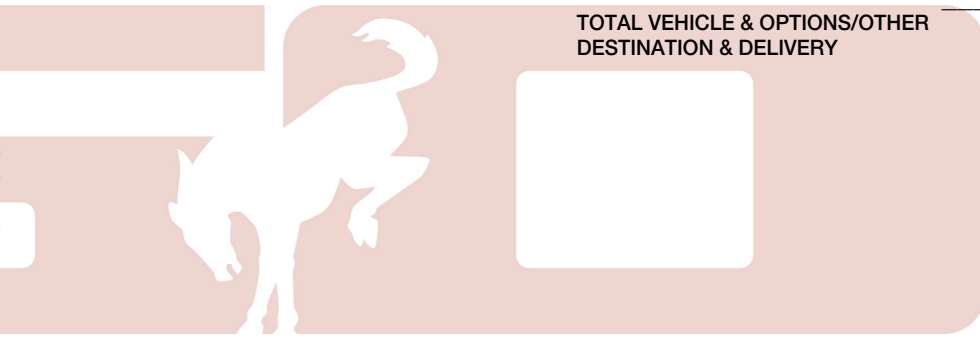 TOTAL VEHICLE & OPTIONS/OTHER
DESTINATION & DELIVERY